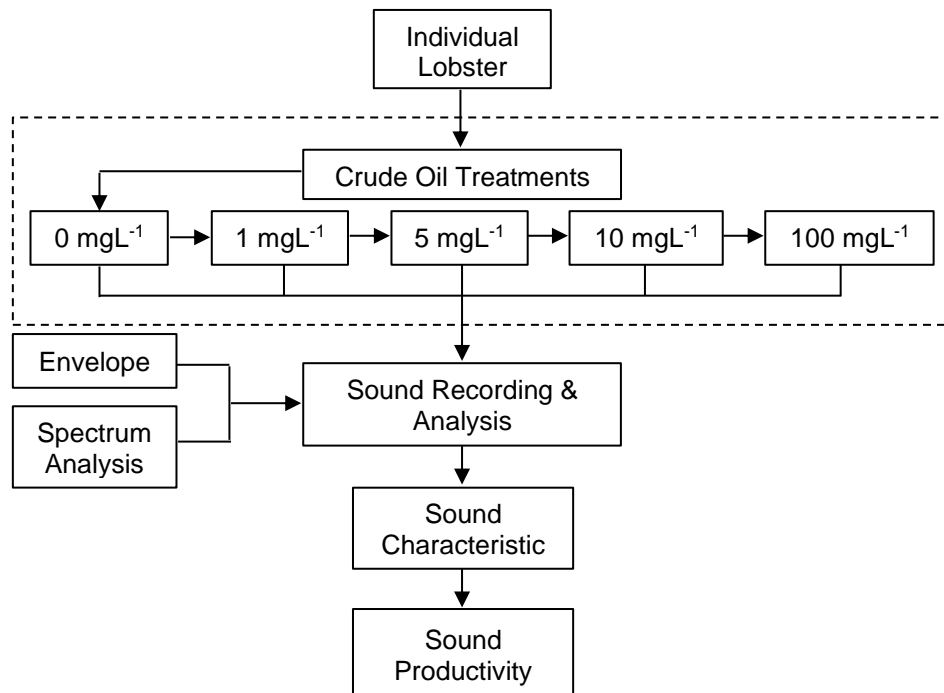 Individual
Lobster
Crude Oil Treatments
0 mgL⁻¹
1 mgL⁻¹
5 mgL⁻¹
10 mgL⁻¹
100 mgL⁻¹
Envelope
Spectrum
Analysis
Sound Recording &
Analysis
Sound
Characteristic
Sound
Productivity